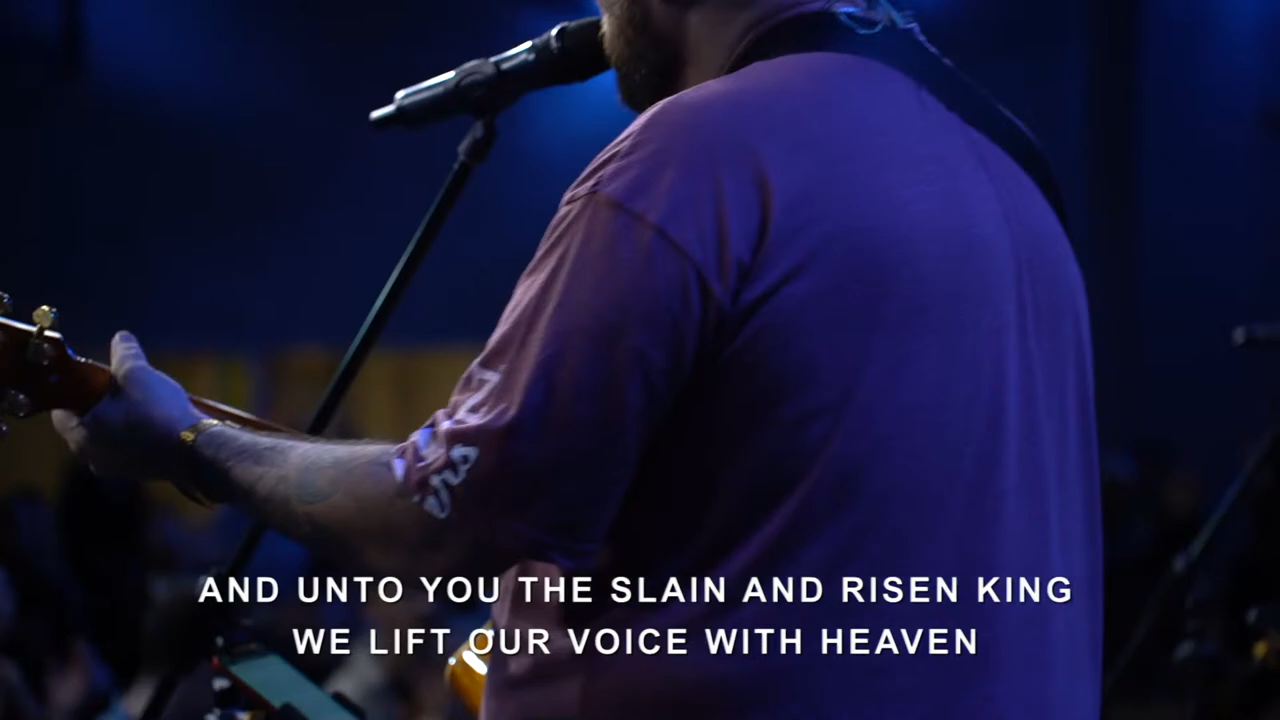 AND UNTO YOU THE SLAIN AND RISEN KING
WE LIFT OUR VOICE WITH HEAVEN